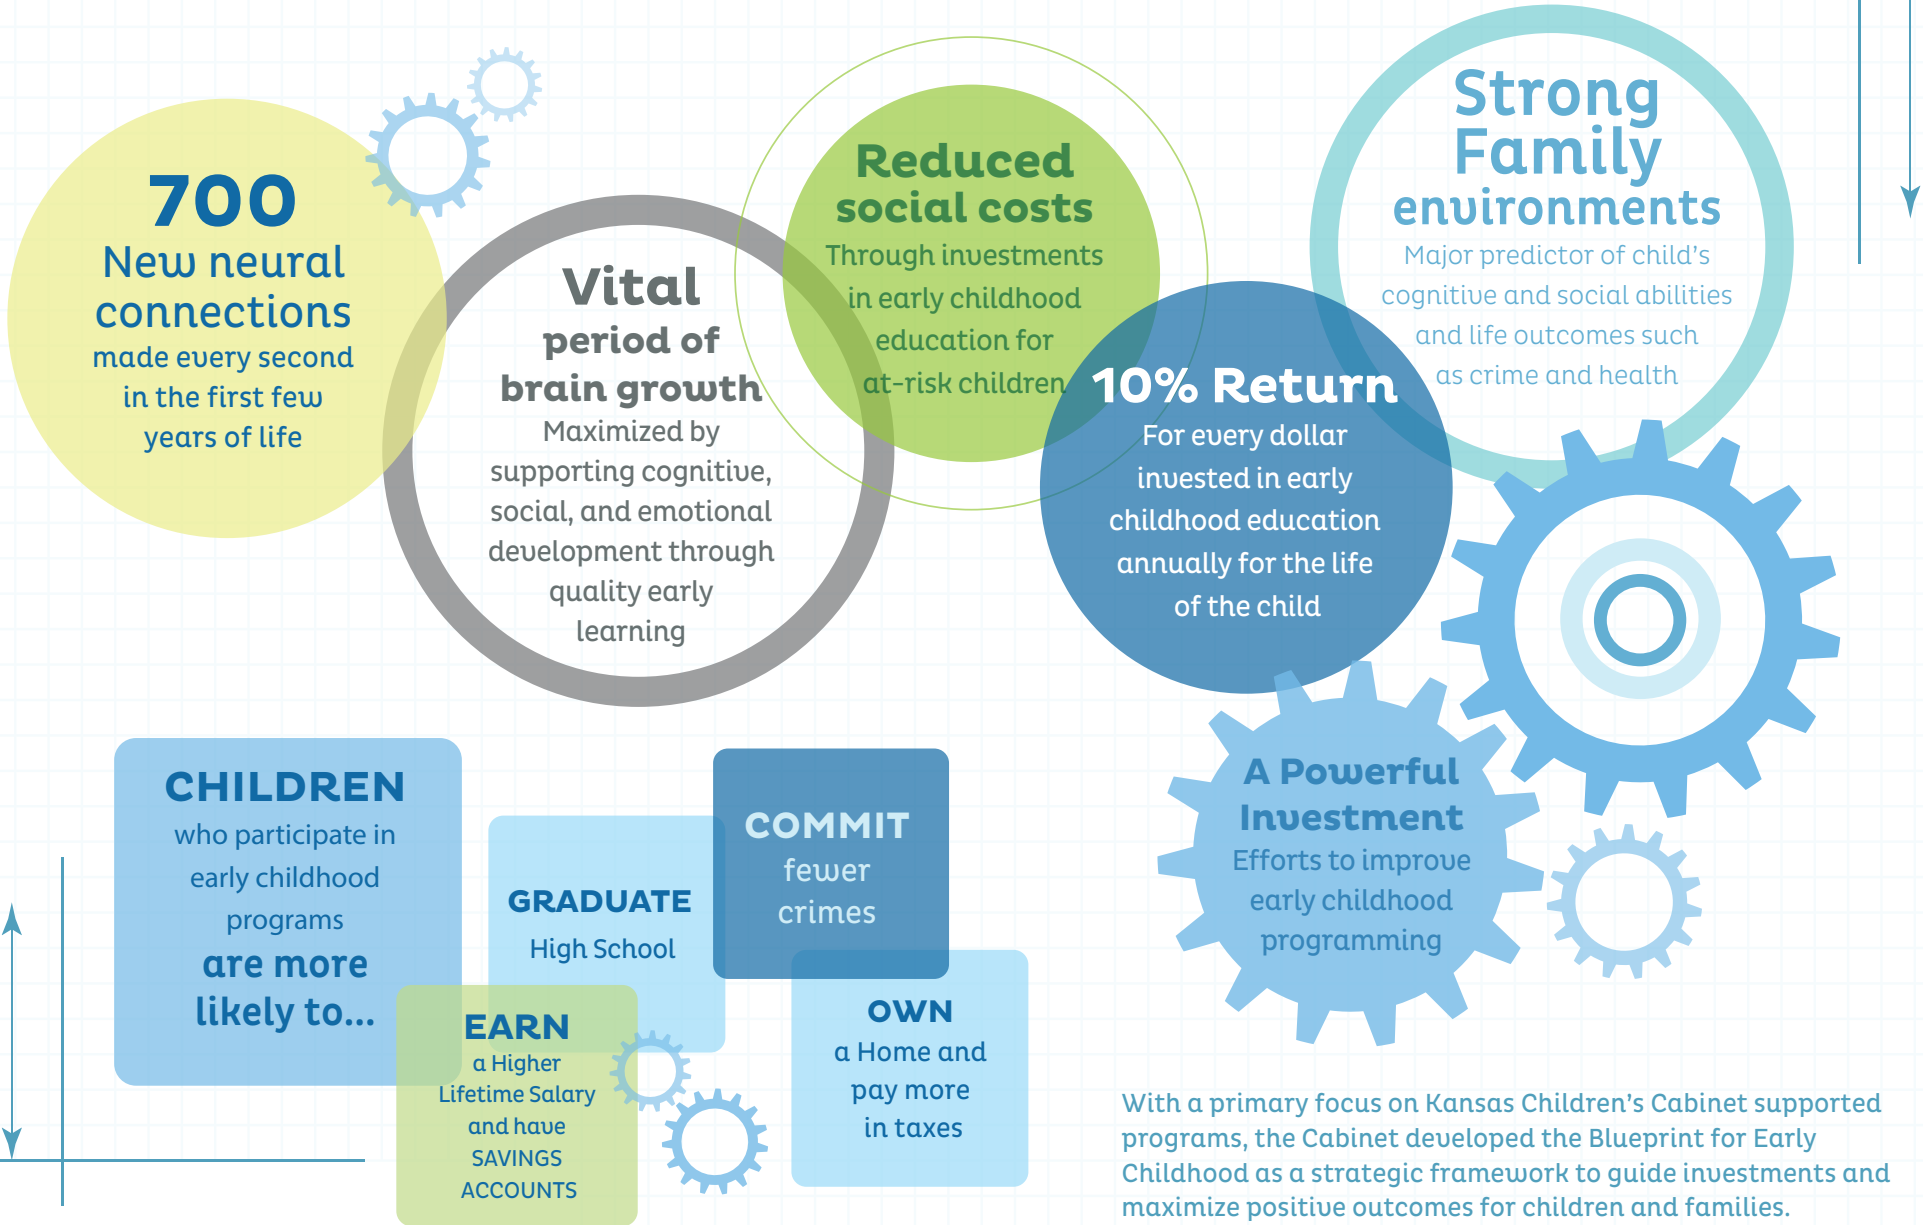 700
New neural
connections
made every second
in the first few
years of life
Vital
period of
brain growth
Maximized by
supporting cognitive,
social, and emotional
development through
quality early
learning
Reduced
social costs
Through investments
in early childhood
education for
at-risk children
10% Return
For every dollar
invested in early
childhood education
annually for the life
of the child
Strong
Family
environments
Major predictor of child's
cognitive and social abilities
and life outcomes such
as crime and health
CHILDREN
who participate in
early childhood
programs
are more
likely to...
GRADUATE
High School
COMMIT
fewer
crimes
EARN
a Higher
Lifetime Salary
and have
SAVINGS
ACCOUNTS
OWN
a Home and
pay more
in taxes
A Powerful
Investment
Efforts to improve
early childhood
programming
With a primary focus on Kansas Children's Cabinet supported
programs, the Cabinet developed the Blueprint for Early
Childhood as a strategic framework to guide investments and
maximize positive outcomes for children and families.